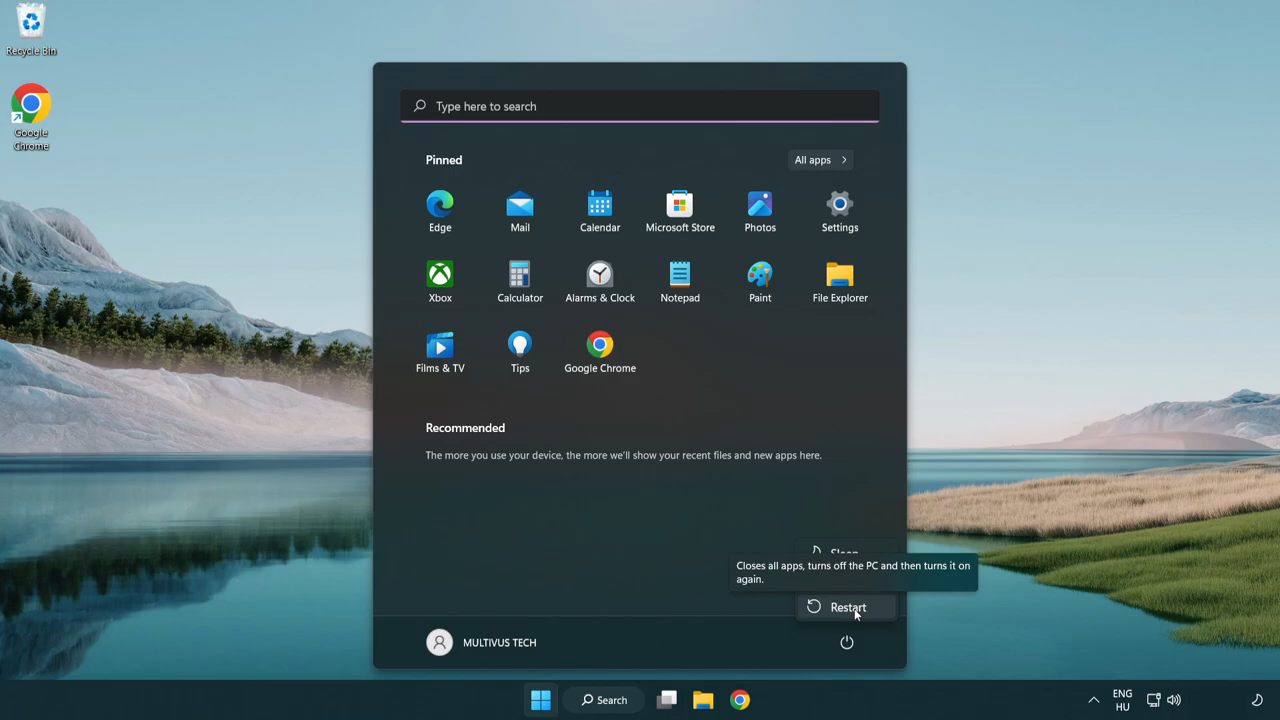 Recycle Bin
Google
Chrome
Type here to search
Pinned
All apps
Edge
Mail
Calendar
Microsoft Store
Photos
Settings
Xbox
Calculator
Alarms & Clock
Notepad
Paint
File Explorer
Films & TV
Tips
Google Chrome
Recommended
The more you use your device, the more we'll show your recent files and new apps here.
Sleep
Closes all apps, turns off the PC and then turns it on
again.
Restart
MULTIVUS TECH
Search
ENG
HU